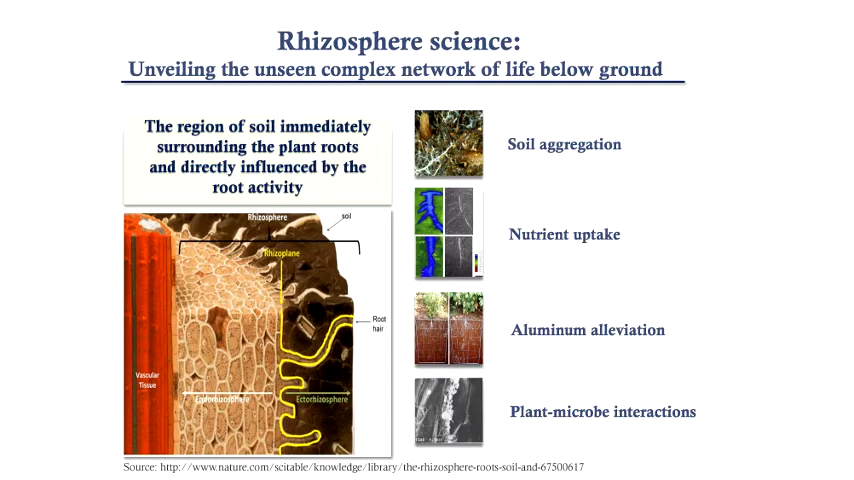 Rhizosphere science:
Unveiling the unseen complex network of life below ground
The region of soil immediately
surrounding the plant roots
and directly influenced by the
root activity
Rhizosphere
soil
Rhizoplane
Root
hair
Vascular
Tissue
Endorhizosphere
Ectorhizosphere
Soil aggregation
Nutrient uptake
Aluminum alleviation
Plant-microbe interactions
Source: http://www.nature.com/scitable/knowledge/library/the-rhizosphere-roots-soil-and-67500617